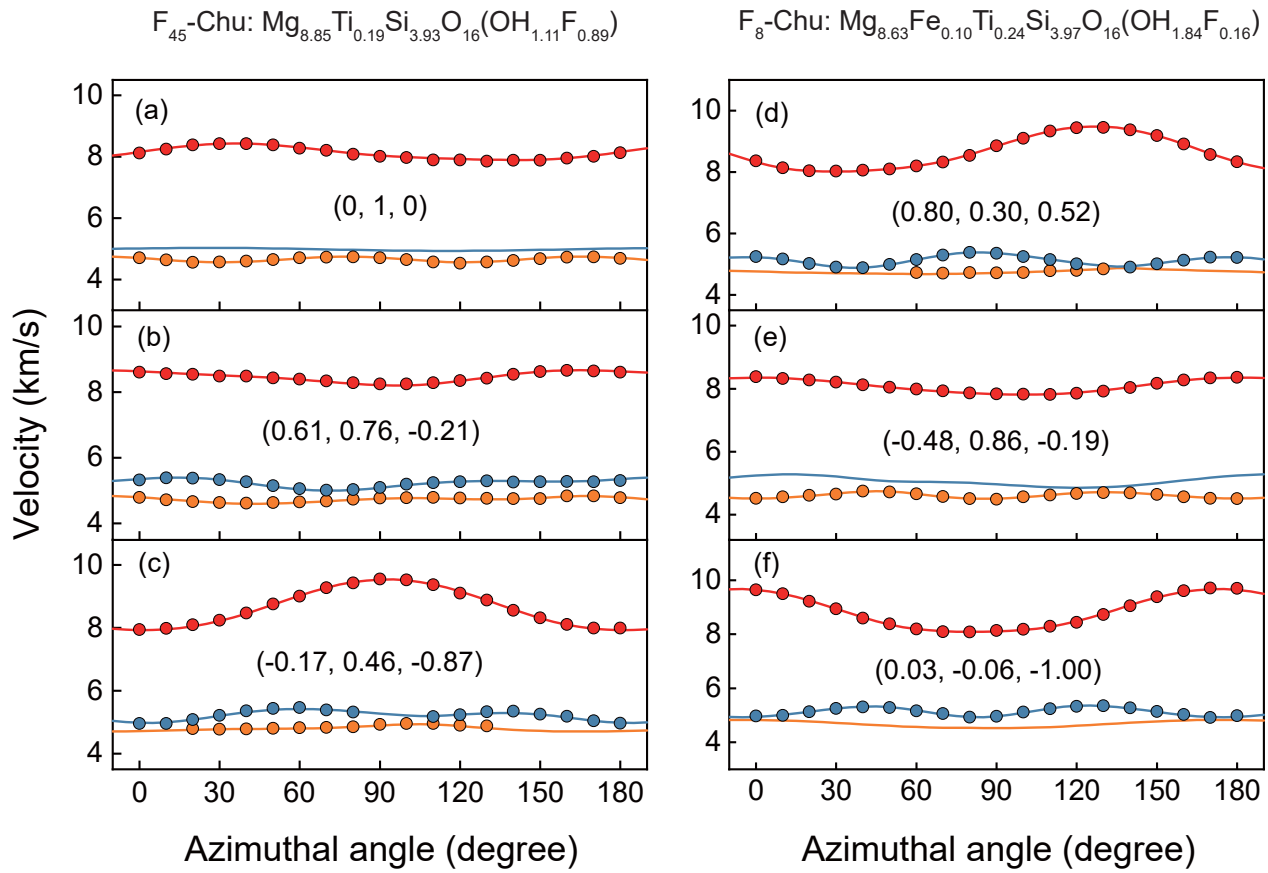 F45-Chu: Mg8.85Ti0.19Si3.93O16(OH1.11F0.89)
F8-Chu: Mg8.63Fe0.10Ti0.24Si3.97O16(OH1.84F0.16)
Velocity (km/s)
(a)
10
8
6
4
(0, 1, 0)
(b)
10
8
6
4
(0.61, 0.76, -0.21)
(c)
10
8
6
4
(-0.17, 0.46, -0.87)
0 30 60 90 120 150 180
Azimuthal angle (degree)
(d)
10
8
6
4
(0.80, 0.30, 0.52)
(e)
10
8
6
4
(-0.48, 0.86, -0.19)
(f)
10
8
6
4
(0.03, -0.06, -1.00)
0 30 60 90 120 150 180
Azimuthal angle (degree)